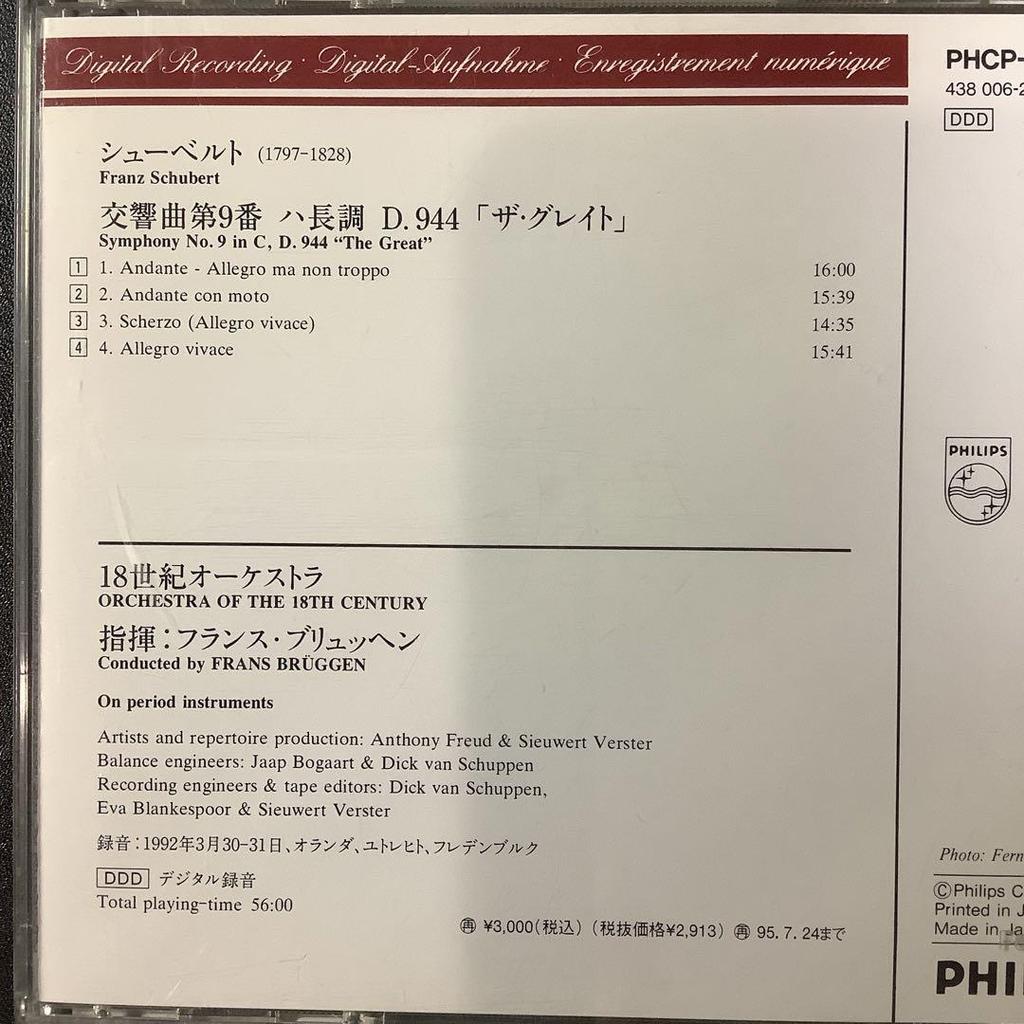 Digital Recording · Digital-Aufnahme · Enregistrement numérique
シューベルト (1797-1828)
Franz Schubert
交響曲第9番 ハ長調 D. 944 「ザ・グレイト」
Symphony No. 9 in C, D. 944 “The Great”
1 1. Andante - Allegro ma non troppo 16:00
2 2. Andante con moto 15:39
3 3. Scherzo (Allegro vivace) 14:35
4 4. Allegro vivace 15:41
18世紀オーケストラ
ORCHESTRA OF THE 18TH CENTURY
指揮：フランス・ブリュッヘン
Conducted by FRANS BRÜGGEN
On period instruments
Artists and repertoire production: Anthony Freud & Sieuwert Verster
Balance engineers: Jaap Bogaart & Dick van Schuppen
Recording engineers & tape editors: Dick van Schuppen,
Eva Blankespoor & Sieuwert Verster
録音：1992年3月30-31日、オランダ、ユトレヒト、フレデンブルク
DDD デジタル録音
Total playing-time 56:00
再 ¥3,000(税込) (税抜価格¥2,913) 再 95. 7. 24まで
PHCP-
438 006-2
DDD
PHILIPS
Photo: Fern
©Philips C
Printed in J
Made in Ja
PHI